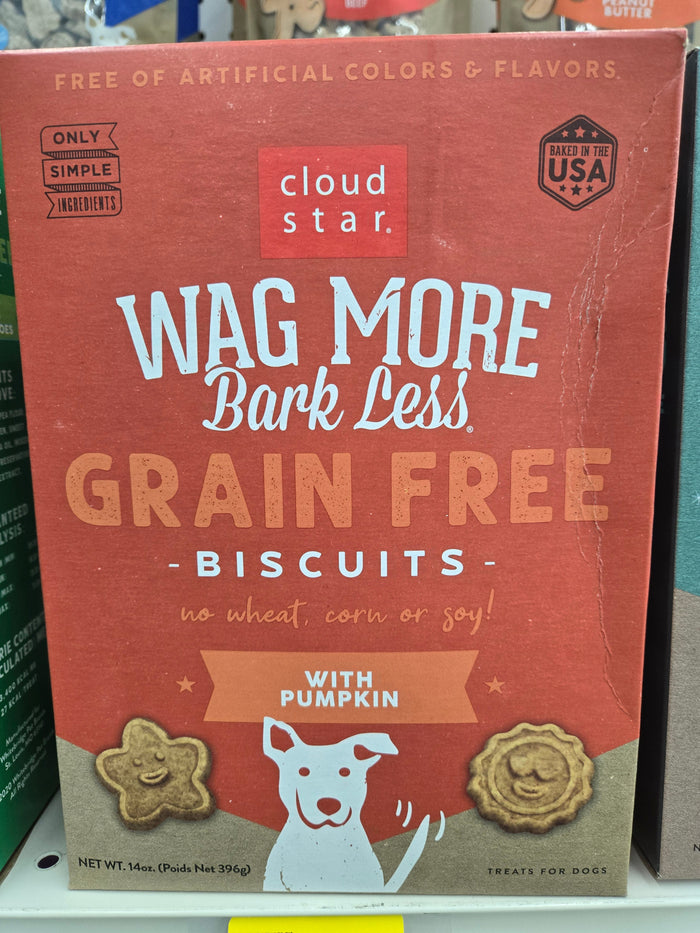 BEEF
PEANUT
BUTTER
FREE OF ARTIFICIAL COLORS & FLAVORS.
ONLY
SIMPLE
INGREDIENTS
BAKED IN THE
USA
cloud
star®
WAG MORE
Bark Less®
GRAIN FREE
- BISCUITS -
no wheat, corn or soy!
WITH
PUMPKIN
NET WT. 14oz. (Poids Net 396g)
TREATS FOR DOGS